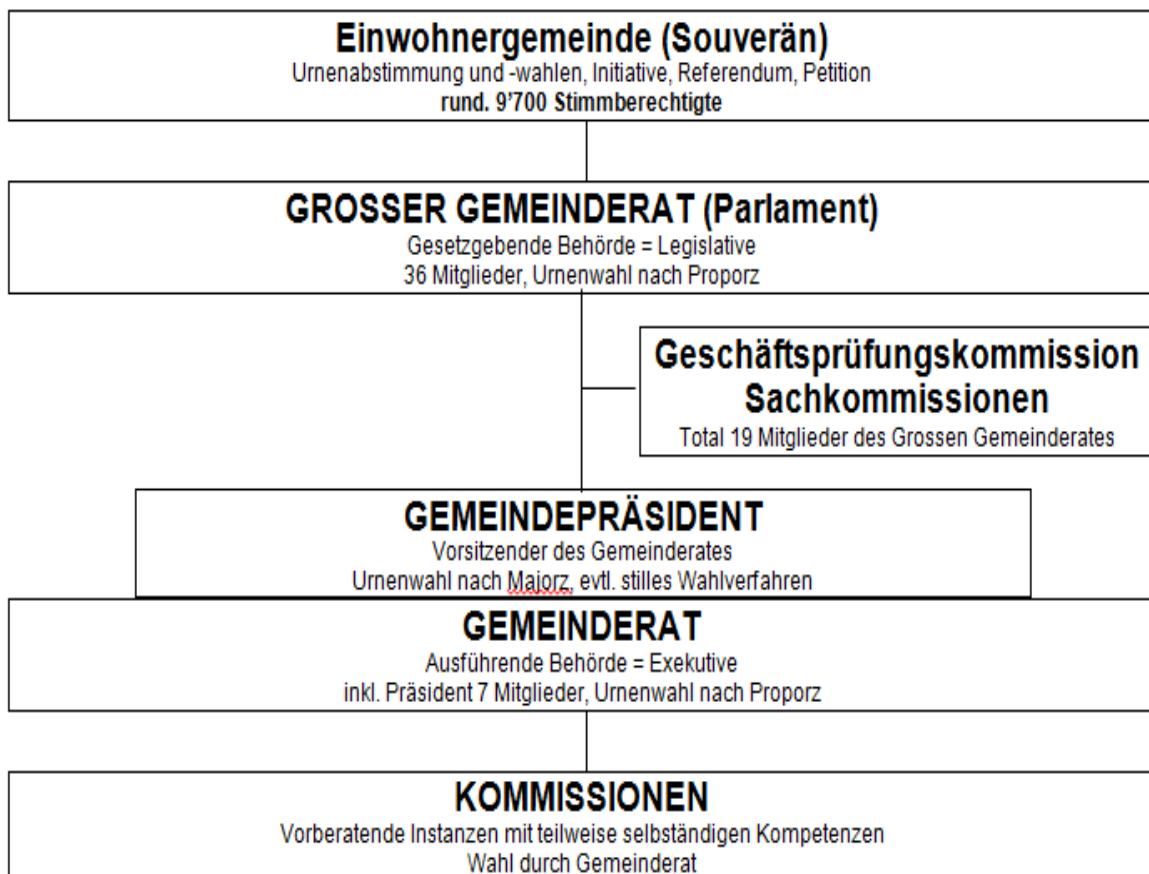 Einwohnergemeinde (Souverän)
Urnenabstimmung und -wahlen, Initiative, Referendum, Petition
rund. 9'700 Stimmberechtigte
GROSSER GEMEINDERAT (Parlament)
Gesetzgebende Behörde = Legislative
36 Mitglieder, Urnenwahl nach Proporz
Geschäftsprüfungskommission
Sachkommissionen
Total 19 Mitglieder des Grossen Gemeinderates
GEMEINDEPRÄSIDENT
Vorsitzender des Gemeinderates
Urnenwahl nach Majorz, evtl. stilles Wahlverfahren
GEMEINDERAT
Ausführende Behörde = Exekutive
inkl. Präsident 7 Mitglieder, Urnenwahl nach Proporz
KOMMISSIONEN
Vorberatende Instanzen mit teilweise selbständigen Kompetenzen
Wahl durch Gemeinderat